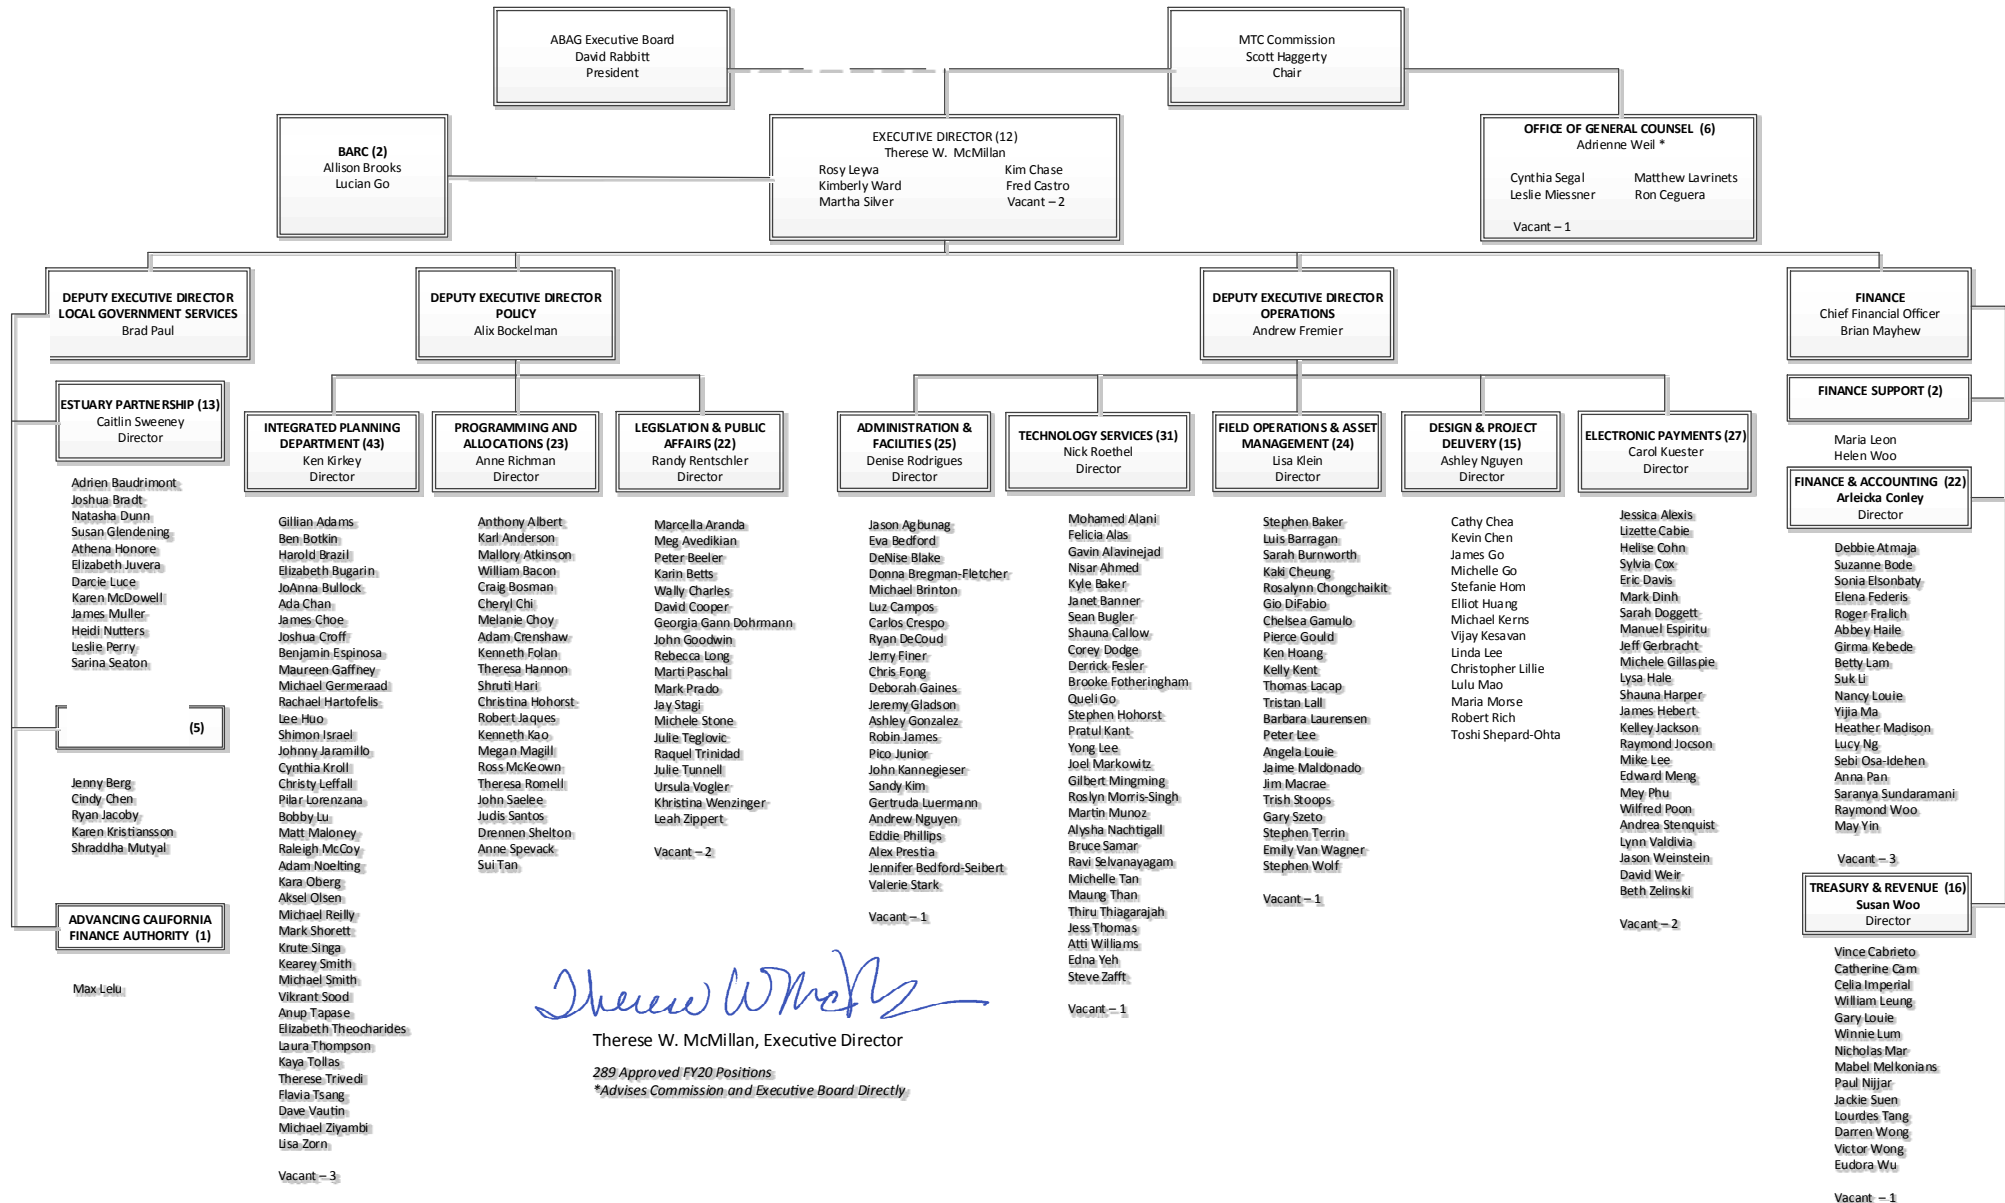 ABAG Executive Board
David Rabbitt
President
MTC Commission
Scott Haggerty
Chair
BARC (2)
Allison Brooks
Lucian Go
EXECUTIVE DIRECTOR (12)
Therese W. McMillan
Rosy Leyva
Kimberly Ward
Martha Silver
Kim Chase
Fred Castro
Vacant – 2
OFFICE OF GENERAL COUNSEL (6)
Adrienne Weil *
Cynthia Segal
Leslie Miessner
Matthew Lavrinets
Ron Ceguera
Vacant – 1
DEPUTY EXECUTIVE DIRECTOR
LOCAL GOVERNMENT SERVICES
Brad Paul
DEPUTY EXECUTIVE DIRECTOR
POLICY
Alix Bockelman
DEPUTY EXECUTIVE DIRECTOR
OPERATIONS
Andrew Fremier
FINANCE
Chief Financial Officer
Brian Mayhew
ESTUARY PARTNERSHIP (13)
Caitlin Sweeney
Director
Adrien Baudrimont
Joshua Bradt
Natasha Dunn
Susan Glendening
Athena Honore
Elizabeth Juvera
Darcie Luce
Karen McDowell
James Muller
Heidi Nutters
Leslie Perry
Sarina Seaton
(5)
Jenny Berg
Cindy Chen
Ryan Jacoby
Karen Kristiansson
Shraddha Mutyal
ADVANCING CALIFORNIA
FINANCE AUTHORITY (1)
Max Lelu
INTEGRATED PLANNING
DEPARTMENT (43)
Ken Kirkey
Director
Gillian Adams
Ben Botkin
Harold Brazil
Elizabeth Bugarin
JoAnna Bullock
Ada Chan
James Choe
Joshua Croff
Benjamin Espinosa
Maureen Gaffney
Michael Germeraad
Rachael Hartofelis
Lee Huo
Shimon Israel
Johnny Jaramillo
Cynthia Kroll
Christy Leffall
Pilar Lorenzana
Bobby Lu
Matt Maloney
Raleigh McCoy
Adam Noelting
Kara Oberg
Aksel Olsen
Michael Reilly
Mark Shorett
Krute Singa
Kearey Smith
Michael Smith
Vikrant Sood
Anup Tapase
Elizabeth Theocharides
Laura Thompson
Kaya Tollas
Therese Trivedi
Flavia Tsang
Dave Vautin
Michael Ziyambi
Lisa Zorn
Vacant – 3
PROGRAMMING AND
ALLOCATIONS (23)
Anne Richman
Director
Anthony Albert
Karl Anderson
Mallory Atkinson
William Bacon
Craig Bosman
Cheryl Chi
Melanie Choy
Adam Crenshaw
Kenneth Folan
Theresa Hannon
Shruti Hari
Christina Hohorst
Robert Jaques
Kenneth Kao
Megan Magill
Ross McKeown
Theresa Romell
John Saelee
Judis Santos
Drennen Shelton
Anne Spevack
Sui Tan
LEGISLATION & PUBLIC
AFFAIRS (22)
Randy Rentschler
Director
Marcella Aranda
Meg Avedikian
Peter Beeler
Karin Betts
Wally Charles
David Cooper
Georgia Gann Dohrmann
John Goodwin
Rebecca Long
Marti Paschal
Mark Prado
Jay Stagi
Michele Stone
Julie Teglovic
Raquel Trinidad
Julie Tunnell
Ursula Vogler
Khristina Wenzinger
Leah Zippert
Vacant – 2
ADMINISTRATION &
FACILITIES (25)
Denise Rodrigues
Director
Jason Agbunag
Eva Bedford
DeNise Blake
Donna Bregman-Fletcher
Michael Brinton
Luz Campos
Carlos Crespo
Ryan DeCoud
Jerry Finer
Chris Fong
Deborah Gaines
Jeremy Gladson
Ashley Gonzalez
Robin James
Pico Junior
John Kannegieser
Sandy Kim
Gertruda Luermann
Andrew Nguyen
Eddie Phillips
Alex Prestia
Jennifer Bedford-Seibert
Valerie Stark
Vacant – 1
TECHNOLOGY SERVICES (31)
Nick Roethel
Director
Mohamed Alani
Felicia Alas
Gavin Alavinejad
Nisar Ahmed
Kyle Baker
Janet Banner
Sean Bugler
Shauna Callow
Corey Dodge
Derrick Fesler
Brooke Fotheringham
Queli Go
Stephen Hohorst
Pratul Kant
Yong Lee
Joel Markowitz
Gilbert Mingming
Roslyn Morris-Singh
Martin Munoz
Alysha Nachtigall
Bruce Samar
Ravi Selvanayagam
Michelle Tan
Maung Than
Thiru Thiagarajah
Jess Thomas
Atti Williams
Edna Yeh
Steve Zafft
Vacant – 1
FIELD OPERATIONS & ASSET
MANAGEMENT (24)
Lisa Klein
Director
Stephen Baker
Luis Barragan
Sarah Burnworth
Kaki Cheung
Rosalynn Chongchaikit
Gio DiFabio
Chelsea Gamulo
Pierce Gould
Ken Hoang
Kelly Kent
Thomas Lacap
Tristan Lall
Barbara Laurensen
Peter Lee
Angela Louie
Jaime Maldonado
Jim Macrae
Trish Stoops
Gary Szeto
Stephen Terrin
Emily Van Wagner
Stephen Wolf
Vacant – 1
DESIGN & PROJECT
DELIVERY (15)
Ashley Nguyen
Director
Cathy Chea
Kevin Chen
James Go
Michelle Go
Stefanie Hom
Elliot Huang
Michael Kerns
Vijay Kesavan
Linda Lee
Christopher Lillie
Lulu Mao
Maria Morse
Robert Rich
Toshi Shepard-Ohta
ELECTRONIC PAYMENTS (27)
Carol Kuester
Director
Jessica Alexis
Lizette Cabie
Helise Cohn
Sylvia Cox
Eric Davis
Mark Dinh
Sarah Doggett
Manuel Espiritu
Jeff Gerbracht
Michele Gillaspie
Lysa Hale
Shauna Harper
James Hebert
Kelley Jackson
Raymond Jocson
Mike Lee
Edward Meng
Mey Phu
Wilfred Poon
Andrea Stenquist
Lynn Valdivia
Jason Weinstein
David Weir
Beth Zelinski
Vacant – 2
FINANCE SUPPORT (2)
Maria Leon
Helen Woo
FINANCE & ACCOUNTING (22)
Arleicka Conley
Director
Debbie Atmaja
Suzanne Bode
Sonia Elsonbaty
Elena Federis
Roger Fralich
Abbey Haile
Girma Kebede
Betty Lam
Suk Li
Nancy Louie
Yijia Ma
Heather Madison
Lucy Ng
Sebi Osa-Idehen
Anna Pan
Saranya Sundaramani
Raymond Woo
May Yin
Vacant – 3
TREASURY & REVENUE (16)
Susan Woo
Director
Vince Cabrieto
Catherine Cam
Celia Imperial
William Leung
Gary Louie
Winnie Lum
Nicholas Mar
Mabel Melkonians
Paul Nijjar
Jackie Suen
Lourdes Tang
Darren Wong
Victor Wong
Eudora Wu
Vacant – 1
Therese W. McMillan, Executive Director
289 Approved FY20 Positions
*Advises Commission and Executive Board Directly